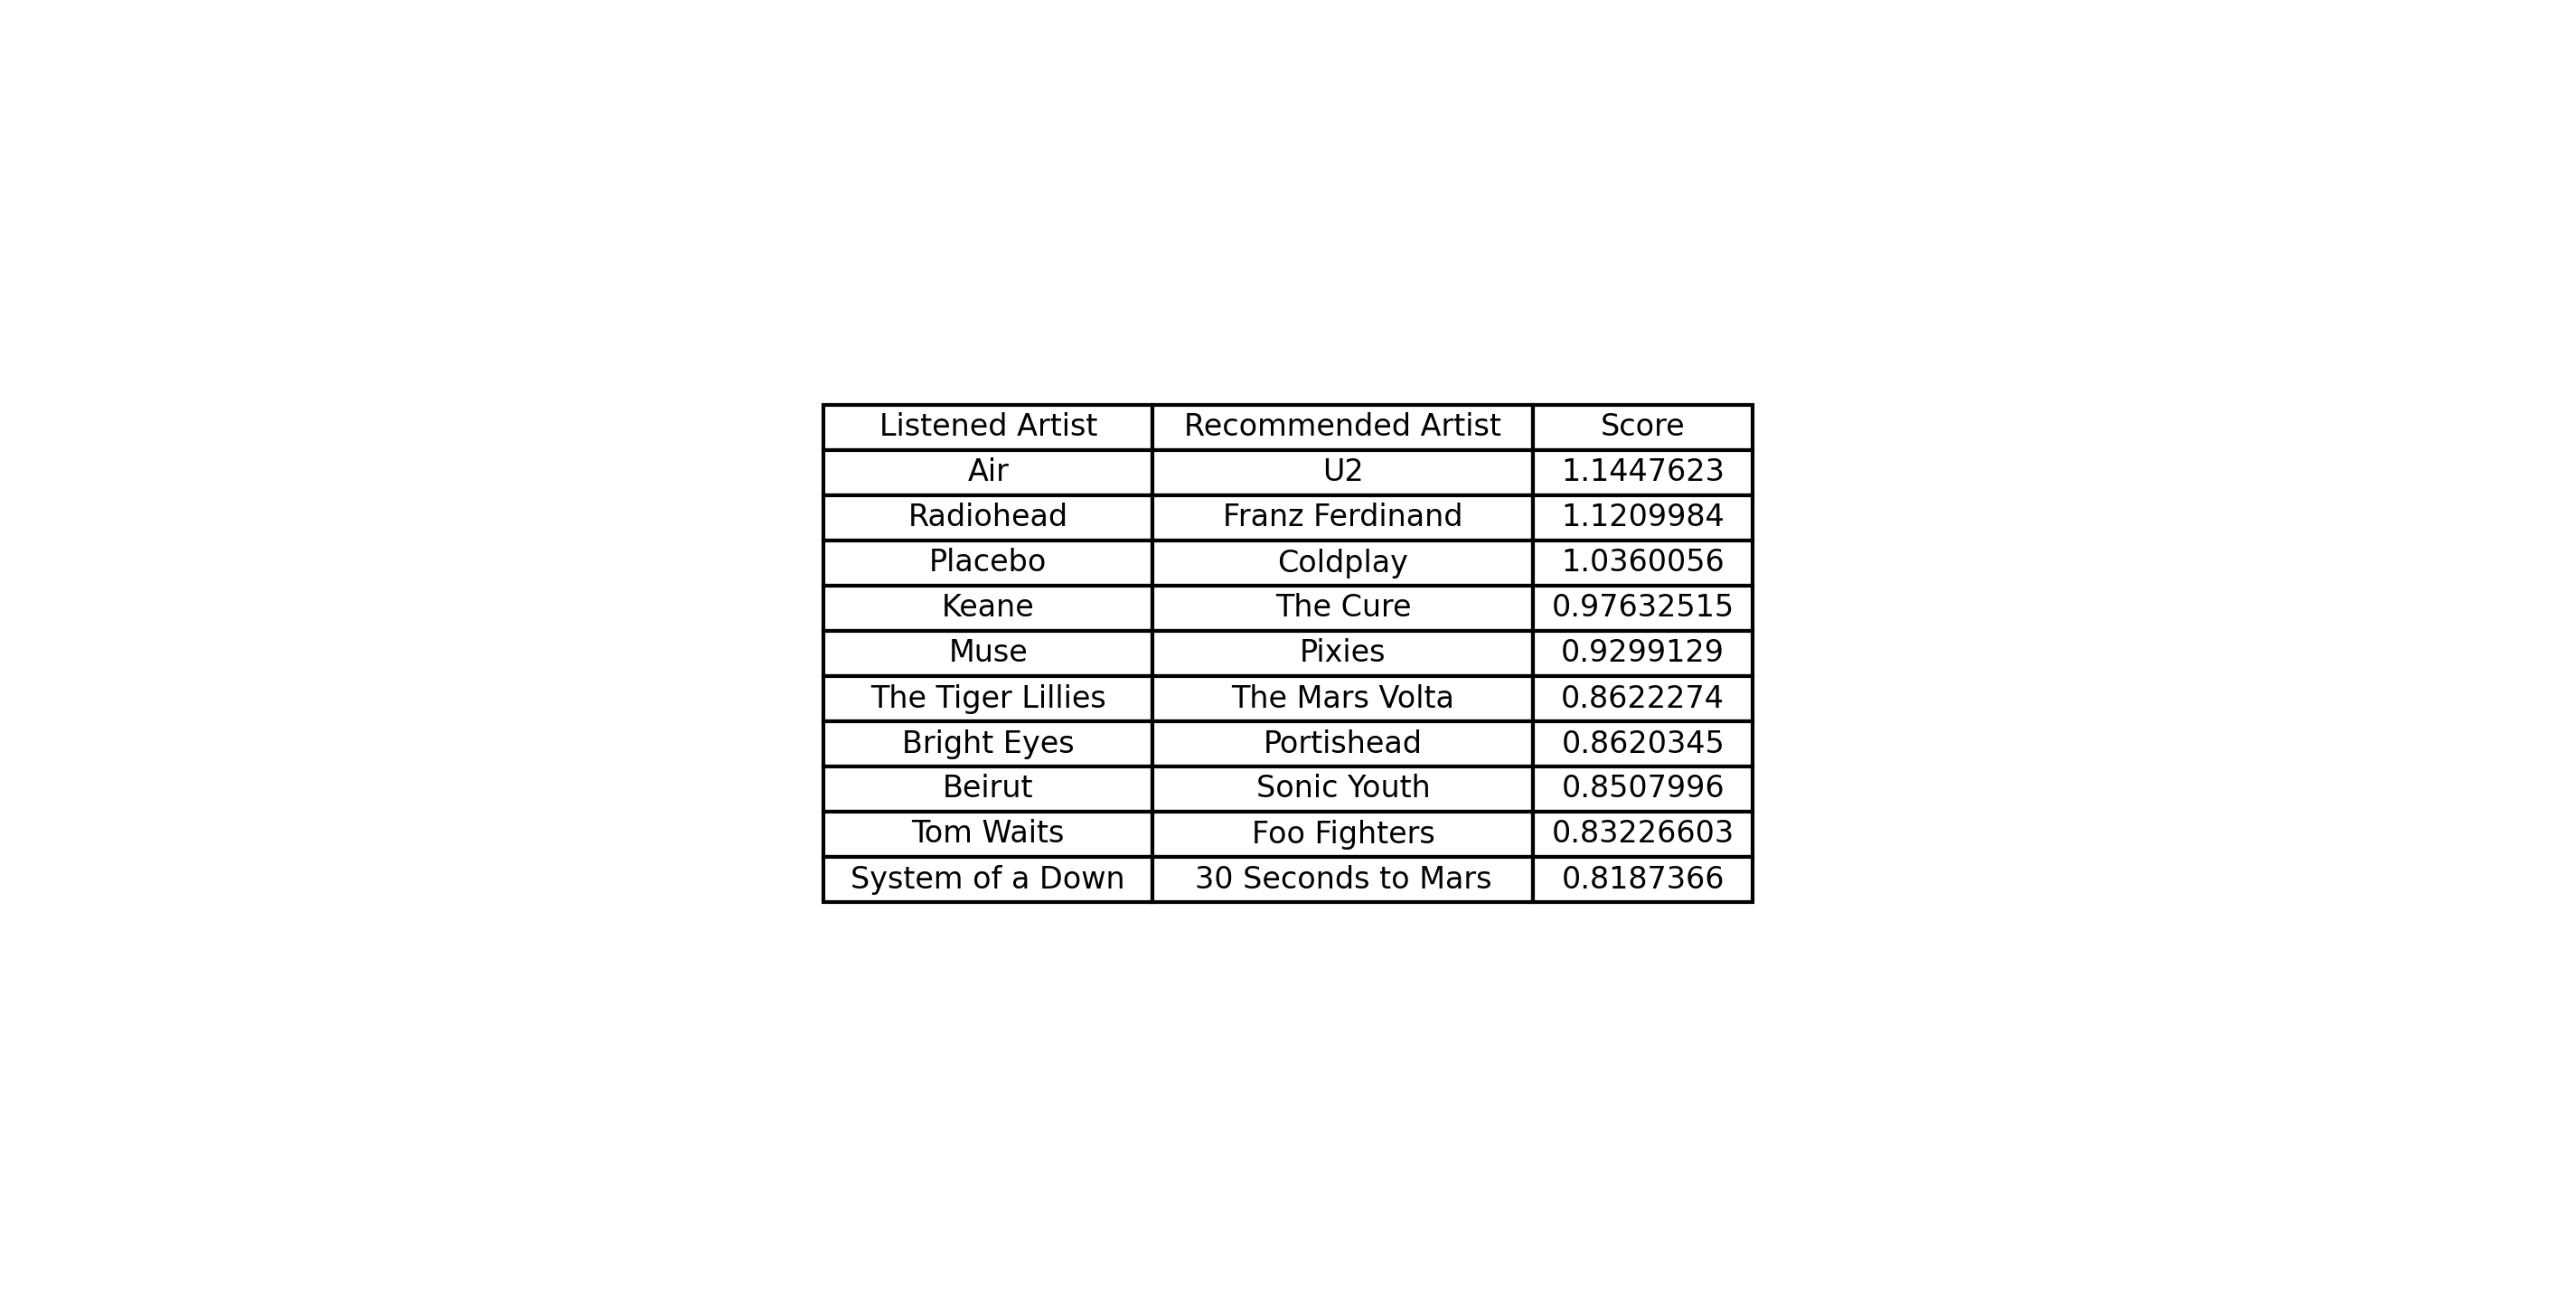 Listened Artist Recommended Artist Score
Air U2 1.1447623
Radiohead Franz Ferdinand 1.1209984
Placebo Coldplay 1.0360056
Keane The Cure 0.97632515
Muse Pixies 0.9299129
The Tiger Lillies The Mars Volta 0.8622274
Bright Eyes Portishead 0.8620345
Beirut Sonic Youth 0.8507996
Tom Waits Foo Fighters 0.83226603
System of a Down 30 Seconds to Mars 0.8187366